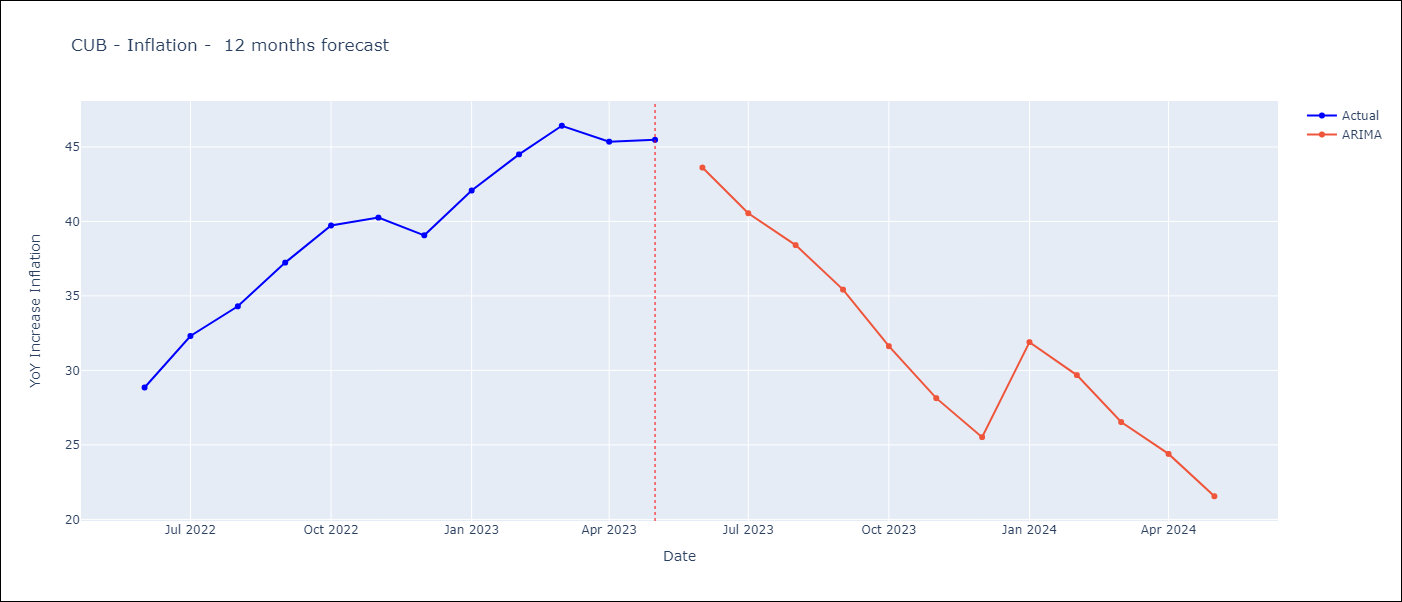 CUB - Inflation -  12 months forecast
Actual
ARIMA
YoY Increase Inflation
45
40
35
30
25
20
Jul 2022 Oct 2022 Jan 2023 Apr 2023 Jul 2023 Oct 2023 Jan 2024 Apr 2024
Date